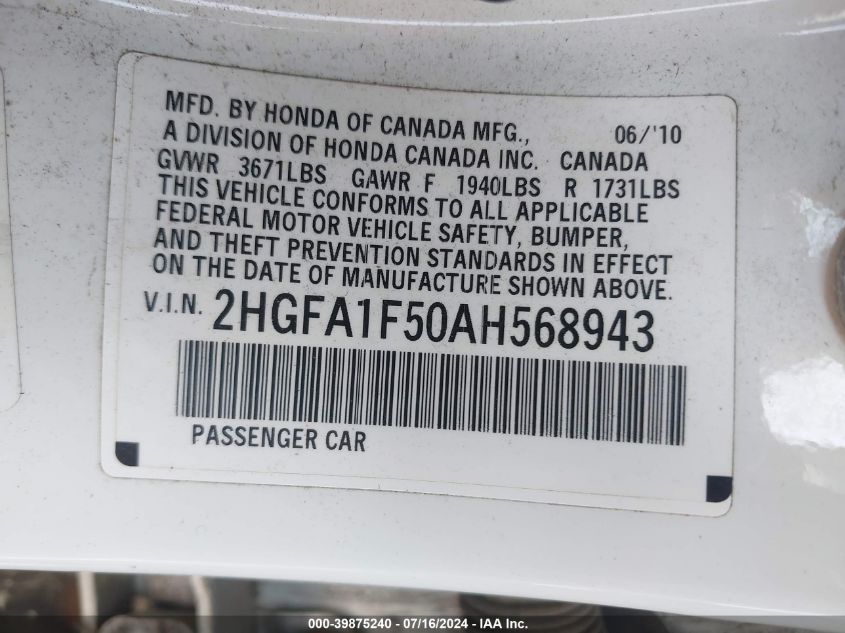 MFD. BY HONDA OF CANADA MFG., 06/'10
A DIVISION OF HONDA CANADA INC. CANADA
GVWR 3671LBS GAWR F 1940LBS R 1731LBS
THIS VEHICLE CONFORMS TO ALL APPLICABLE
FEDERAL MOTOR VEHICLE SAFETY, BUMPER,
AND THEFT PREVENTION STANDARDS IN EFFECT
ON THE DATE OF MANUFACTURE SHOWN ABOVE.
V.I.N. 2HGFA1F50AH568943
PASSENGER CAR
000-39875240 - 07/16/2024 - IAA Inc.